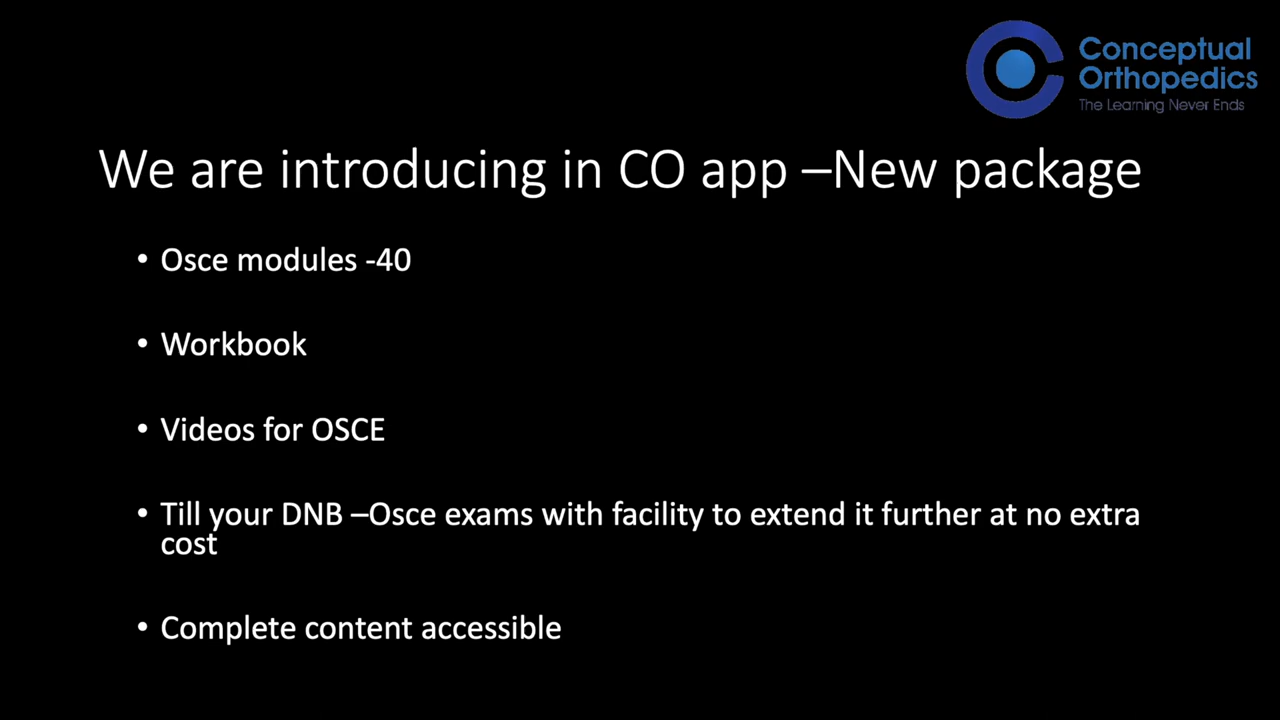 Conceptual
Orthopedics
The Learning Never Ends
We are introducing in CO app –New package
• Osce modules -40
• Workbook
• Videos for OSCE
• Till your DNB –Osce exams with facility to extend it further at no extra
cost
• Complete content accessible